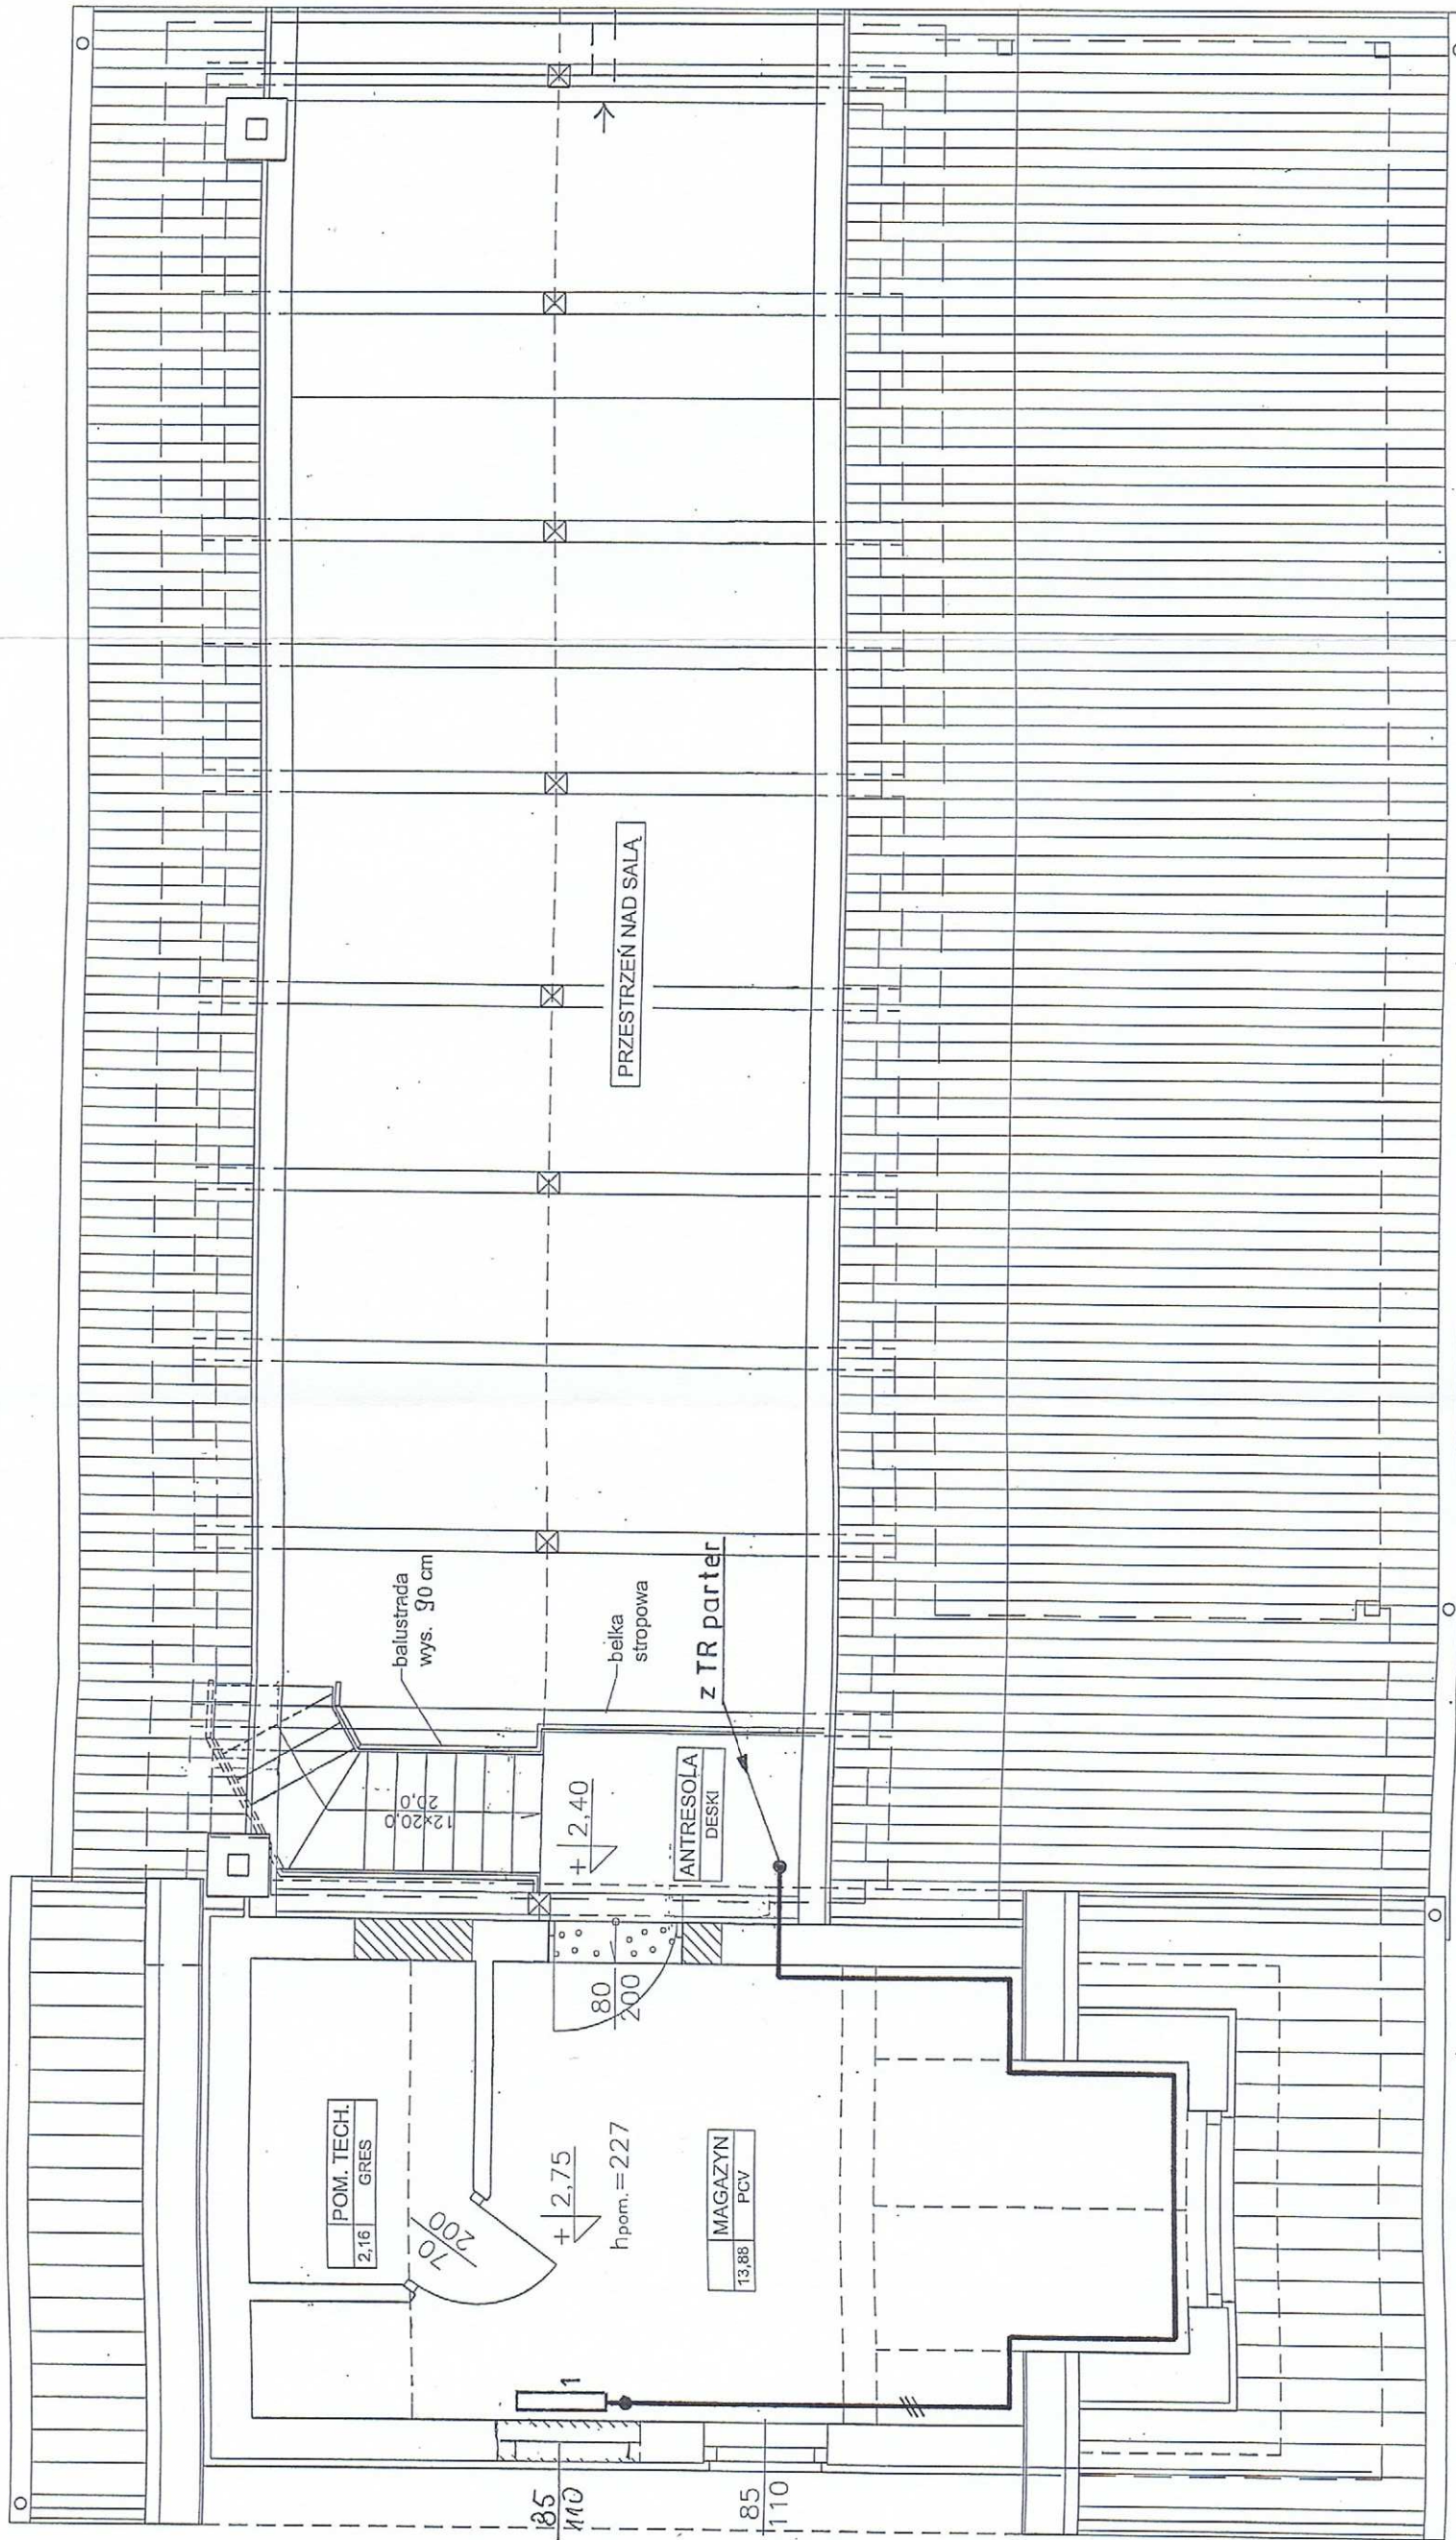 PRZESTRZEŃ NAD SALĄ
balustrada
wys. 90 cm
belka
stropowa
z TR parter
12x20,0
20,0
+2,40
ANTRESOLA
DESKI
80
200
POM. TECH.
2,16 GRES
70
200
+2,75
hpom.=227
MAGAZYN
13,88 PCV
1
85
110
85
110